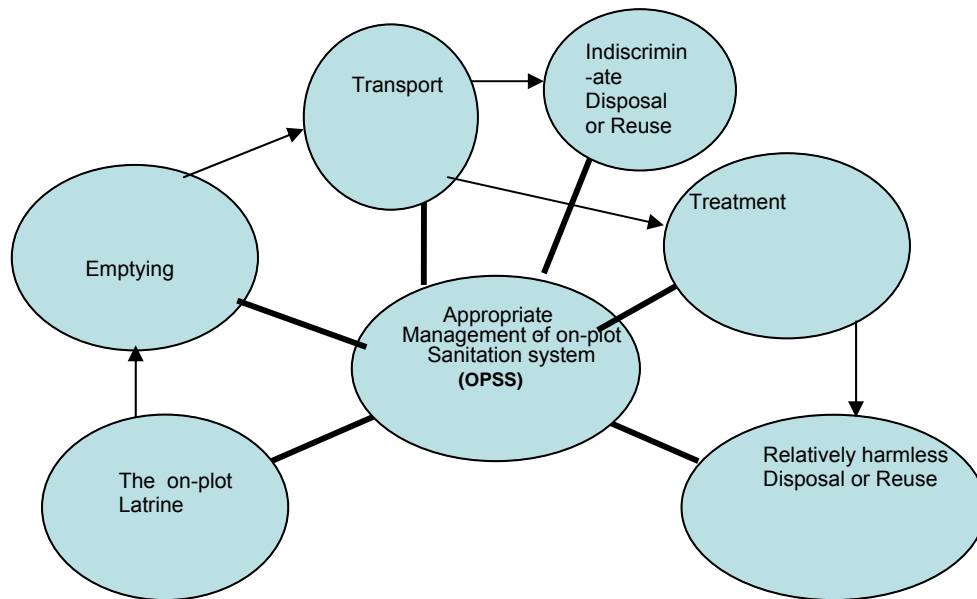 Transport
Indiscrimin
-ate
Disposal
or Reuse
Treatment
Emptying
Appropriate
Management of on-plot
Sanitation system
(OPSS)
The on-plot
Latrine
Relatively harmless
Disposal or Reuse